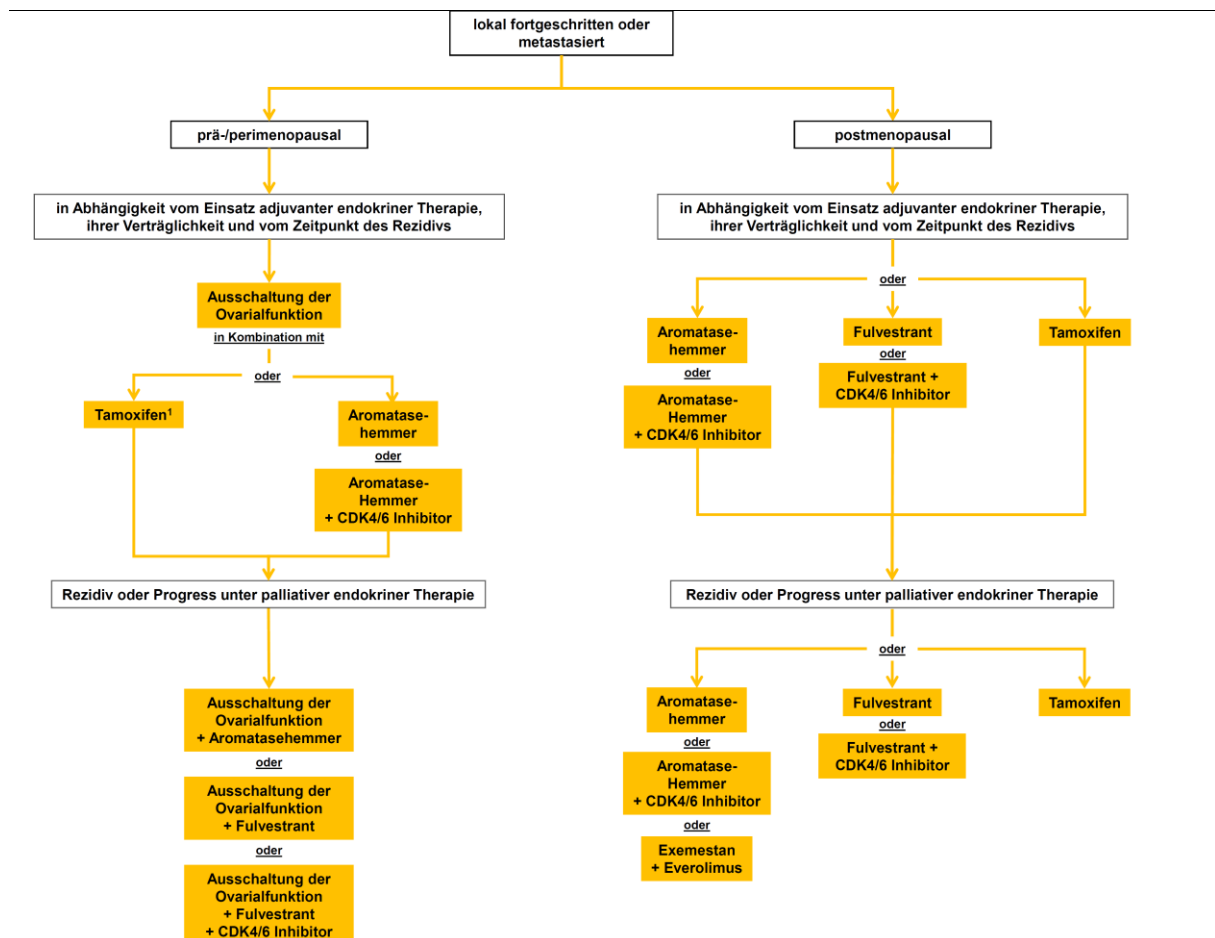 lokal fortgeschritten oder
metastasiert
prä-/perimenopausal
in Abhängigkeit vom Einsatz adjuvanter endokriner Therapie,
ihrer Verträglichkeit und vom Zeitpunkt des Rezidivs
Ausschaltung der
Ovarialfunktion
in Kombination mit
oder
Tamoxifen¹
Aromatase-
hemmer
oder
Aromatase-
Hemmer
+ CDK4/6 Inhibitor
Rezidiv oder Progress unter palliativer endokriner Therapie
Ausschaltung der
Ovarialfunktion
+ Aromatasehemmer
oder
Ausschaltung der
Ovarialfunktion
+ Fulvestrant
oder
Ausschaltung der
Ovarialfunktion
+ Fulvestrant
+ CDK4/6 Inhibitor
postmenopausal
in Abhängigkeit vom Einsatz adjuvanter endokriner Therapie,
ihrer Verträglichkeit und vom Zeitpunkt des Rezidivs
oder
Aromatase-
hemmer
oder
Aromatase-
Hemmer
+ CDK4/6 Inhibitor
Fulvestrant
oder
Fulvestrant +
CDK4/6 Inhibitor
Tamoxifen
Rezidiv oder Progress unter palliativer endokriner Therapie
oder
Aromatase-
hemmer
oder
Aromatase-
Hemmer
+ CDK4/6 Inhibitor
oder
Exemestan
+ Everolimus
Fulvestrant
oder
Fulvestrant +
CDK4/6 Inhibitor
Tamoxifen